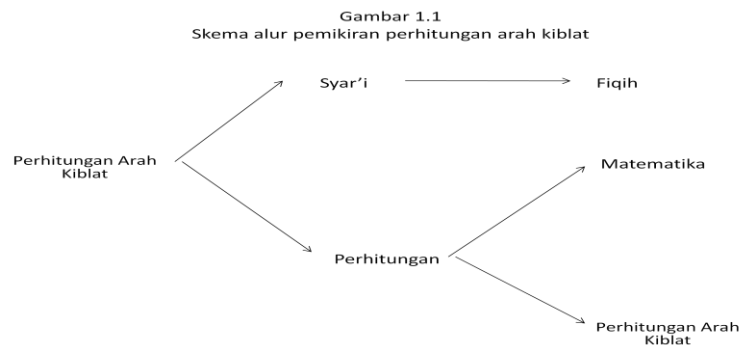 Gambar 1.1
Skema alur pemikiran perhitungan arah kiblat
Syar’i
Fiqih
Perhitungan Arah
Kiblat
Matematika
Perhitungan
Perhitungan Arah
Kiblat